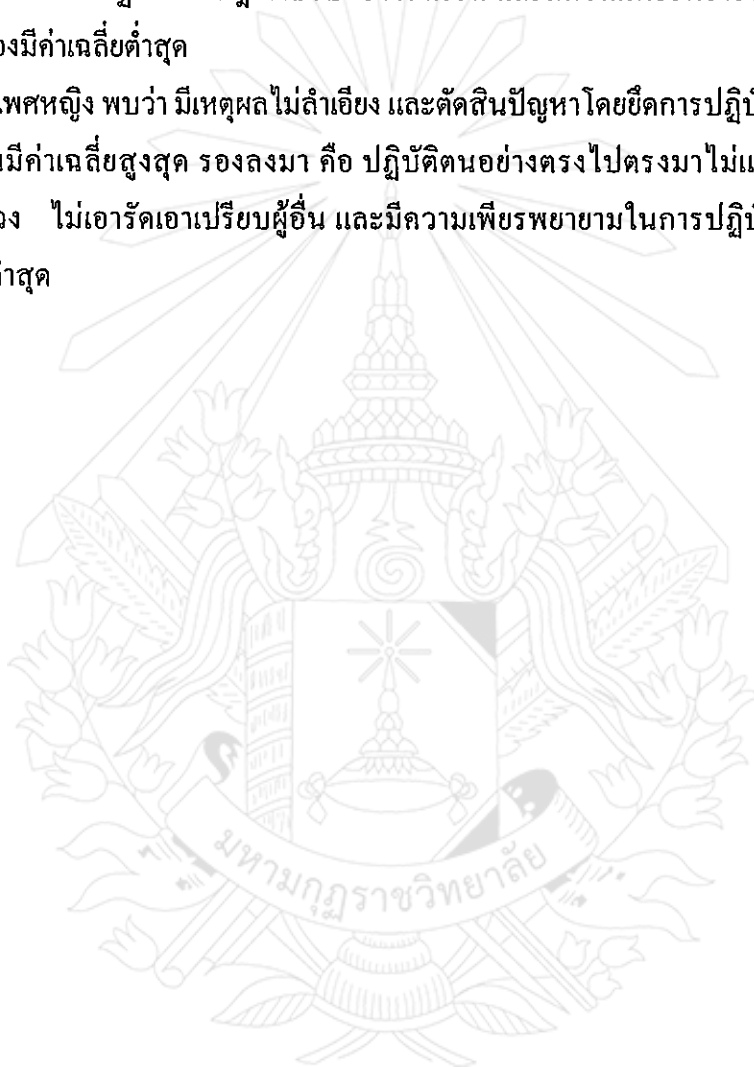 องมีค่าเฉลี่ยต่ำสุด
เพศหญิง พบว่า มีเหตุผลไม่ลำเอียง และตัดสินปัญหาโดยยึดการปฏิบั
มีค่าเฉลี่ยสูงสุด รองลงมา คือ ปฏิบัติตนอย่างตรงไปตรงมาไม่แ
วง ไม่เอารัดเอาเปรียบผู้อื่น และมีความเพียรพยายามในการปฏิบั
ำสุด
มหามกุฏราชวิทยาลัย